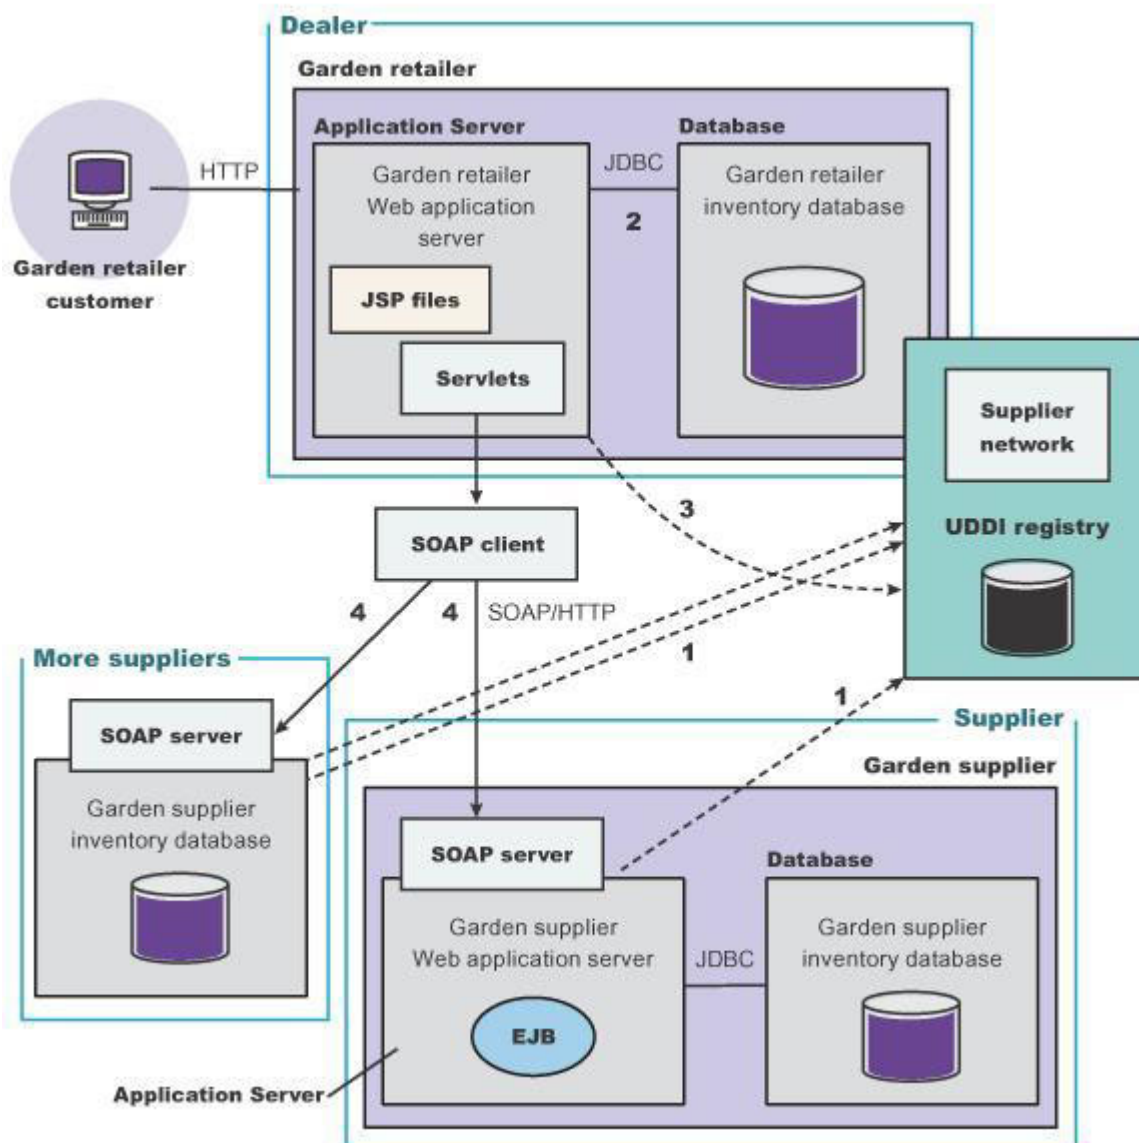 Dealer
Garden retailer
Application Server
Database
HTTP
Garden retailer
Web application
server
JDBC
2
Garden retailer
inventory database
Garden retailer
customer
JSP files
Servlets
Supplier
network
UDDI registry
3
SOAP client
4
4
SOAP/HTTP
1
1
More suppliers
SOAP server
Garden supplier
inventory database
Supplier
Garden supplier
SOAP server
Database
Garden supplier
Web application server
JDBC
Garden supplier
inventory database
EJB
Application Server